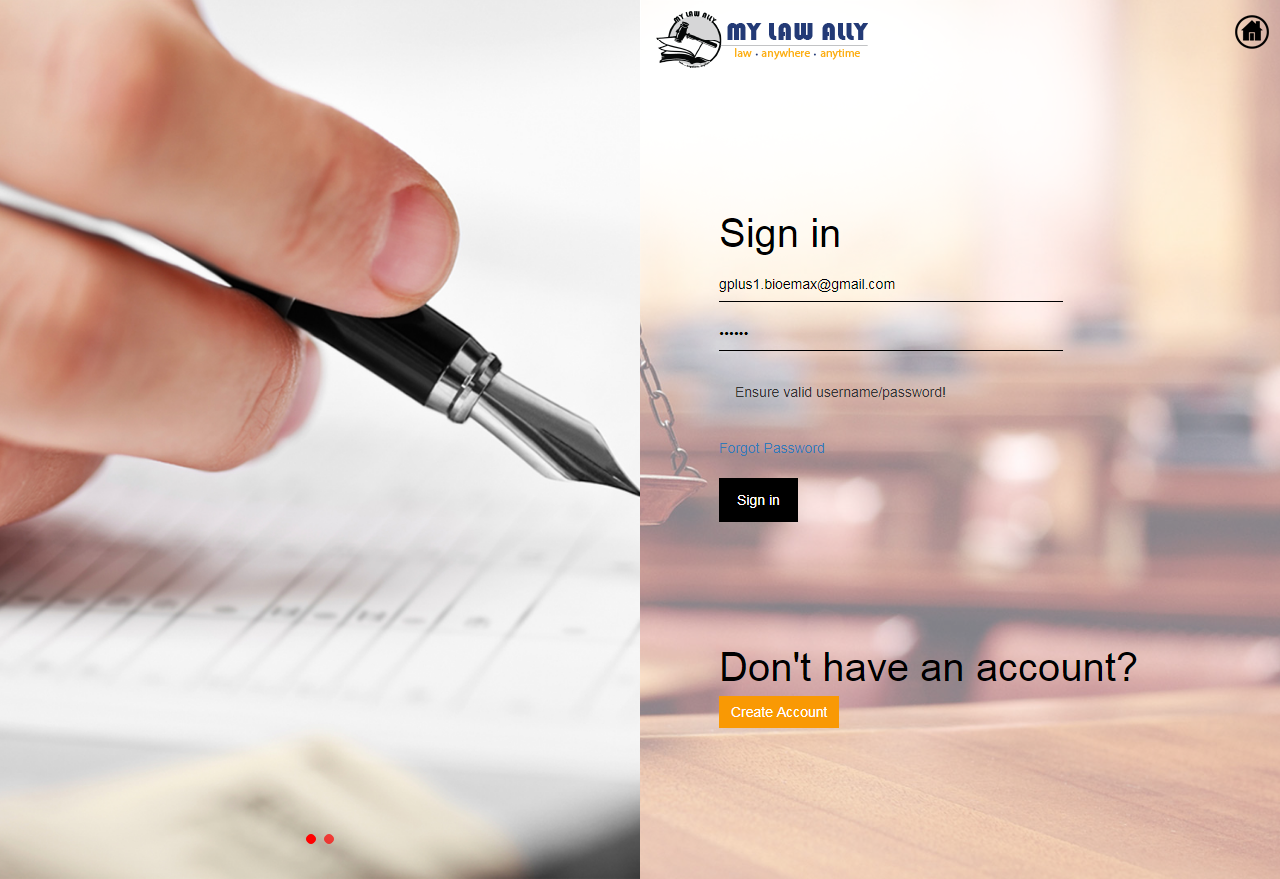 MY LAW ALLY
MY LAW ALLY
law • anywhere • anytime
Sign in
gplus1.bioemax@gmail.com
••••••
Ensure valid username/password!
Forgot Password
Sign in
Don't have an account?
Create Account